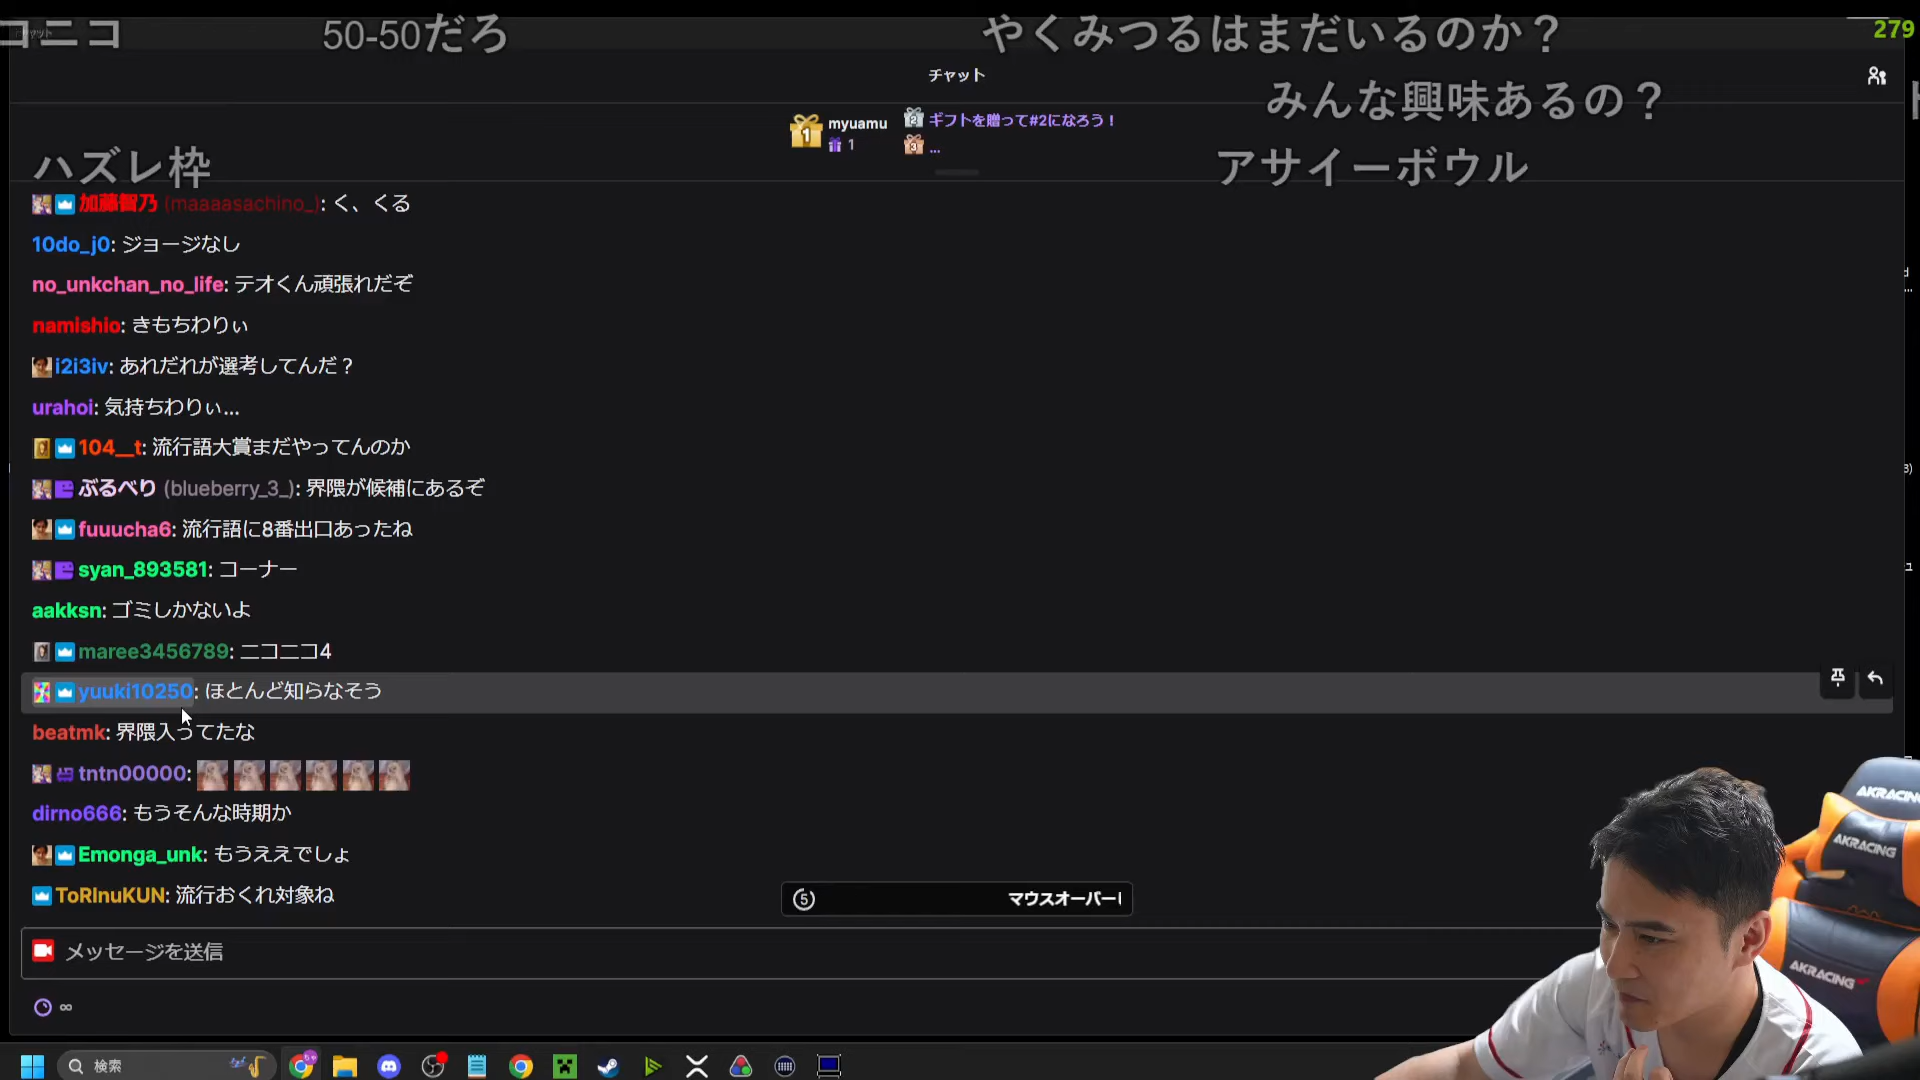 コニコ
50-50だろ
やくみつるはまだいるのか？
279
チャット
みんな興味あるの？
myuamu
1
ギフトを贈って#2になろう！
...
ハズレ枠
アサイーボウル
加藤智乃 (maaaasachino_): く、くる
10do_j0: ジョージなし
no_unkchan_no_life: テオくん頑張れだぞ
namishio: きもちわりぃ
i2i3iv: あれだれが選考してんだ？
urahoi: 気持ちわりぃ...
104__t: 流行語大賞まだやってんのか
ぶるべり (blueberry_3_): 界隈が候補にあるぞ
fuuucha6: 流行語に8番出口あったね
syan_893581: コーナー
aakksn: ゴミしかないよ
maree3456789: ニコニコ4
yuuki10250: ほとんど知らなそう
beatmk: 界隈入ってたな
tntn00000:
dirno666: もうそんな時期か
Emonga_unk: もうええでしょ
ToRInuKUN: 流行おくれ対象ね
5 マウスオーバー
メッセージを送信
∞
検索
AKRACING
AKRACING
AKRACING